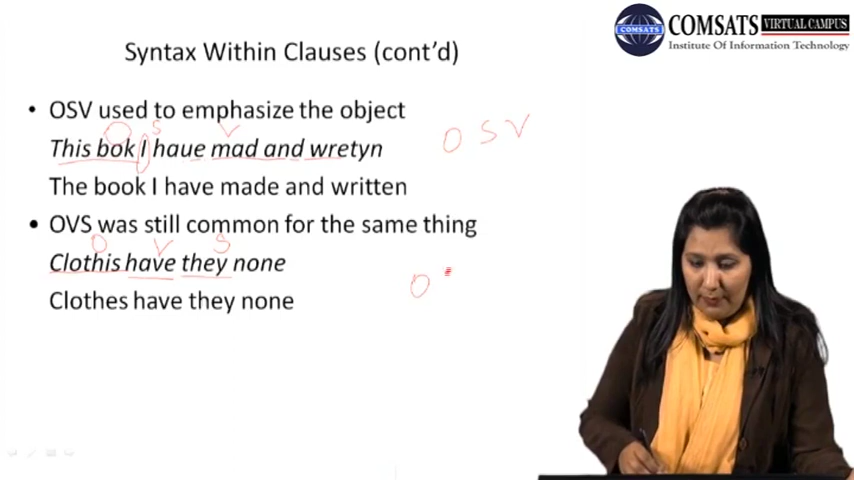 COMSATS VIRTUAL CAMPUS
COMSATS
Institute Of Information Technology
Syntax Within Clauses (cont'd)
• OSV used to emphasize the object
O S V
This bok I haue mad and wretyn
O S V
The book I have made and written
• OVS was still common for the same thing
O V S
Clothis have they none
O
Clothes have they none